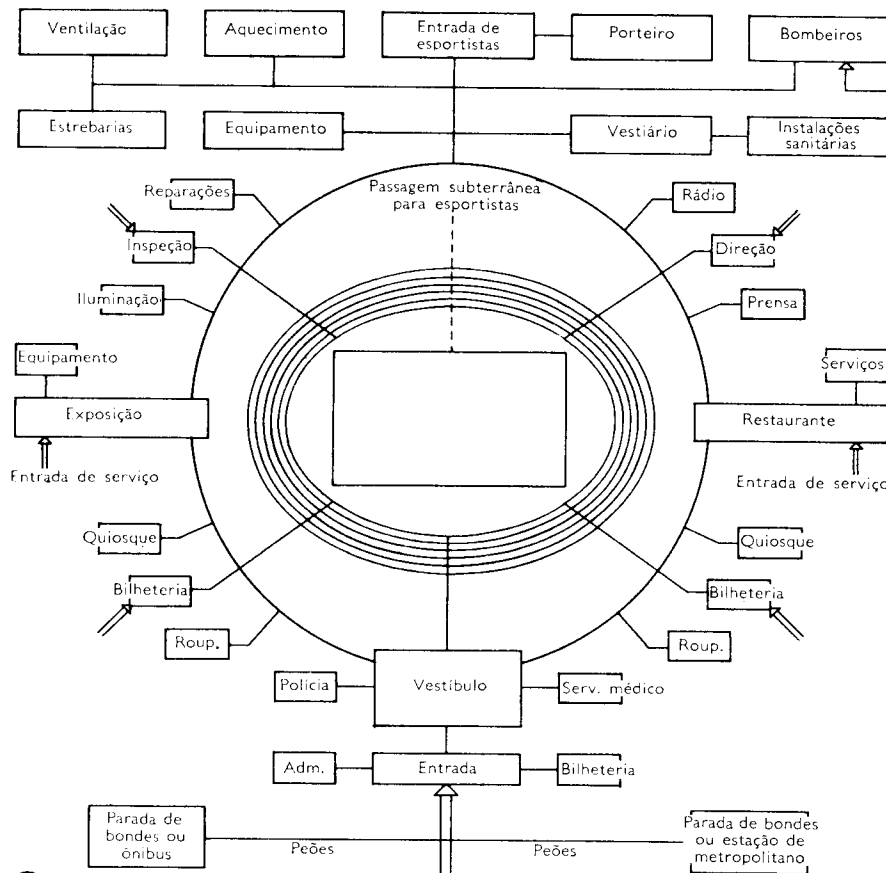 Ventilação
Aquecimento
Entrada de
esportistas
Porteiro
Bombeiros
Estrebarias
Equipamento
Vestiário
Instalações
sanitárias
Passagem subterrânea
para esportistas
Reparações
Rádio
Inspeção
Direção
Iluminação
Prensa
Equipamento
Serviços
Exposição
Restaurante
Entrada de serviço
Entrada de serviço
Quiosque
Quiosque
Bilheteria
Bilheteria
Roup.
Roup.
Polícia
Vestíbulo
Serv. médico
Adm.
Entrada
Bilheteria
Parada de
bondes ou
ônibus
Peões
Peões
Parada de bondes
ou estação de
metropolitano